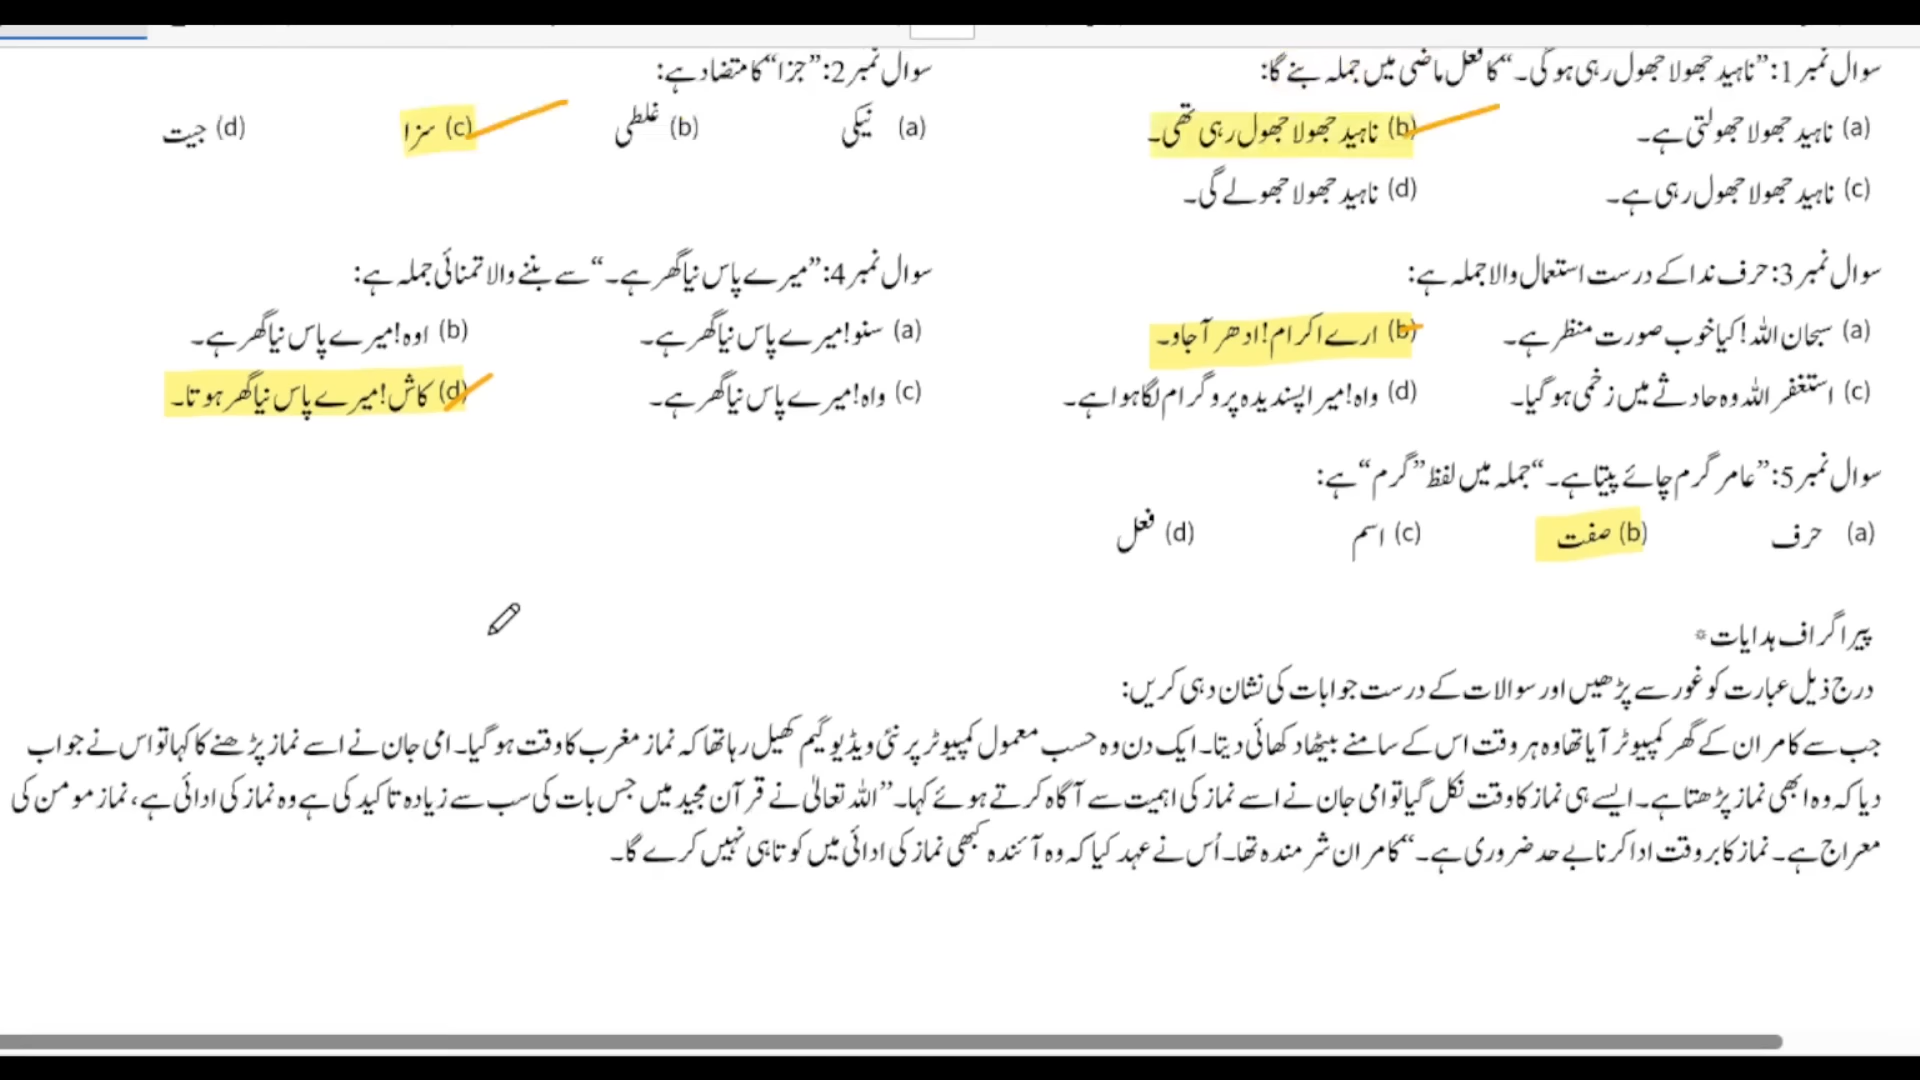 سوال نمبر 1: ”ناہید جھولا جھول رہی ہو گی۔“ کا فعل ماضی میں جملہ بنے گا:
(a) ناہید جھولا جھولتی ہے۔
(b) ناہید جھولا جھول رہی تھی۔
(c) ناہید جھولا جھول رہی ہے۔
(d) ناہید جھولا جھولے گی۔
سوال نمبر 2: ”جزا“ کا متضاد ہے:
(a) نیکی
(b) غلطی
(c) سزا
(d) جیت
سوال نمبر 3: حرف ندا کے درست استعمال والا جملہ ہے:
(a) سبحان اللہ! کیا خوب صورت منظر ہے۔
(b) ارے اکرام! ادھر آ جاو۔
(c) استغفر اللہ وہ حادثے میں زخمی ہو گیا۔
(d) واہ! میرا پسندیدہ پروگرام لگا ہوا ہے۔
سوال نمبر 4: ”میرے پاس نیا گھر ہے۔“ سے بننے والا تمنائی جملہ ہے:
(a) سنو! میرے پاس نیا گھر ہے۔
(b) اوہ! میرے پاس نیا گھر ہے۔
(c) واہ! میرے پاس نیا گھر ہے۔
(d) کاش! میرے پاس نیا گھر ہوتا۔
سوال نمبر 5: ”عامر گرم چائے پیتا ہے۔“ جملہ میں لفظ ”گرم“ ہے:
(a) حرف
(b) صفت
(c) اسم
(d) فعل
پیرا گراف ہدایات
درج ذیل عبارت کو غور سے پڑھیں اور سوالات کے درست جوابات کی نشان دہی کریں:
جب سے کامران کے گھر کمپیوٹر آیا تھا وہ ہر وقت اس کے سامنے بیٹھا دکھائی دیتا۔ ایک دن وہ حسب معمول کمپیوٹر پر نئی ویڈیو گیم کھیل رہا تھا کہ نماز مغرب کا وقت ہو گیا۔ امی جان نے اسے نماز پڑھنے کا کہا تو اس نے جواب
دیا کہ وہ ابھی نماز پڑھتا ہے۔ ایسے ہی نماز کا وقت نکل گیا تو امی جان نے اسے نماز کی اہمیت سے آگاہ کرتے ہوئے کہا۔ ”اللہ تعالیٰ نے قرآن مجید میں جس بات کی سب سے زیادہ تاکید کی ہے وہ نماز کی ادائی ہے، نماز مومن کی
معراج ہے۔ نماز کا بر وقت ادا کرنا بے حد ضروری ہے۔“ کامران شرمندہ تھا۔ اُس نے عہد کیا کہ وہ آئندہ کبھی نماز کی ادائی میں کوتاہی نہیں کرے گا۔